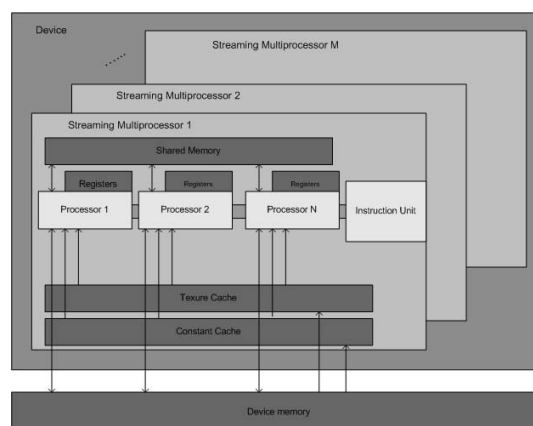 Device
Streaming Multiprocessor M
Streaming Multiprocessor 2
Streaming Multiprocessor 1
Shared Memory
Registers
Registers
Registers
Processor 1
Processor 2
Processor N
Instruction Unit
Texure Cache
Constant Cache
Device memory